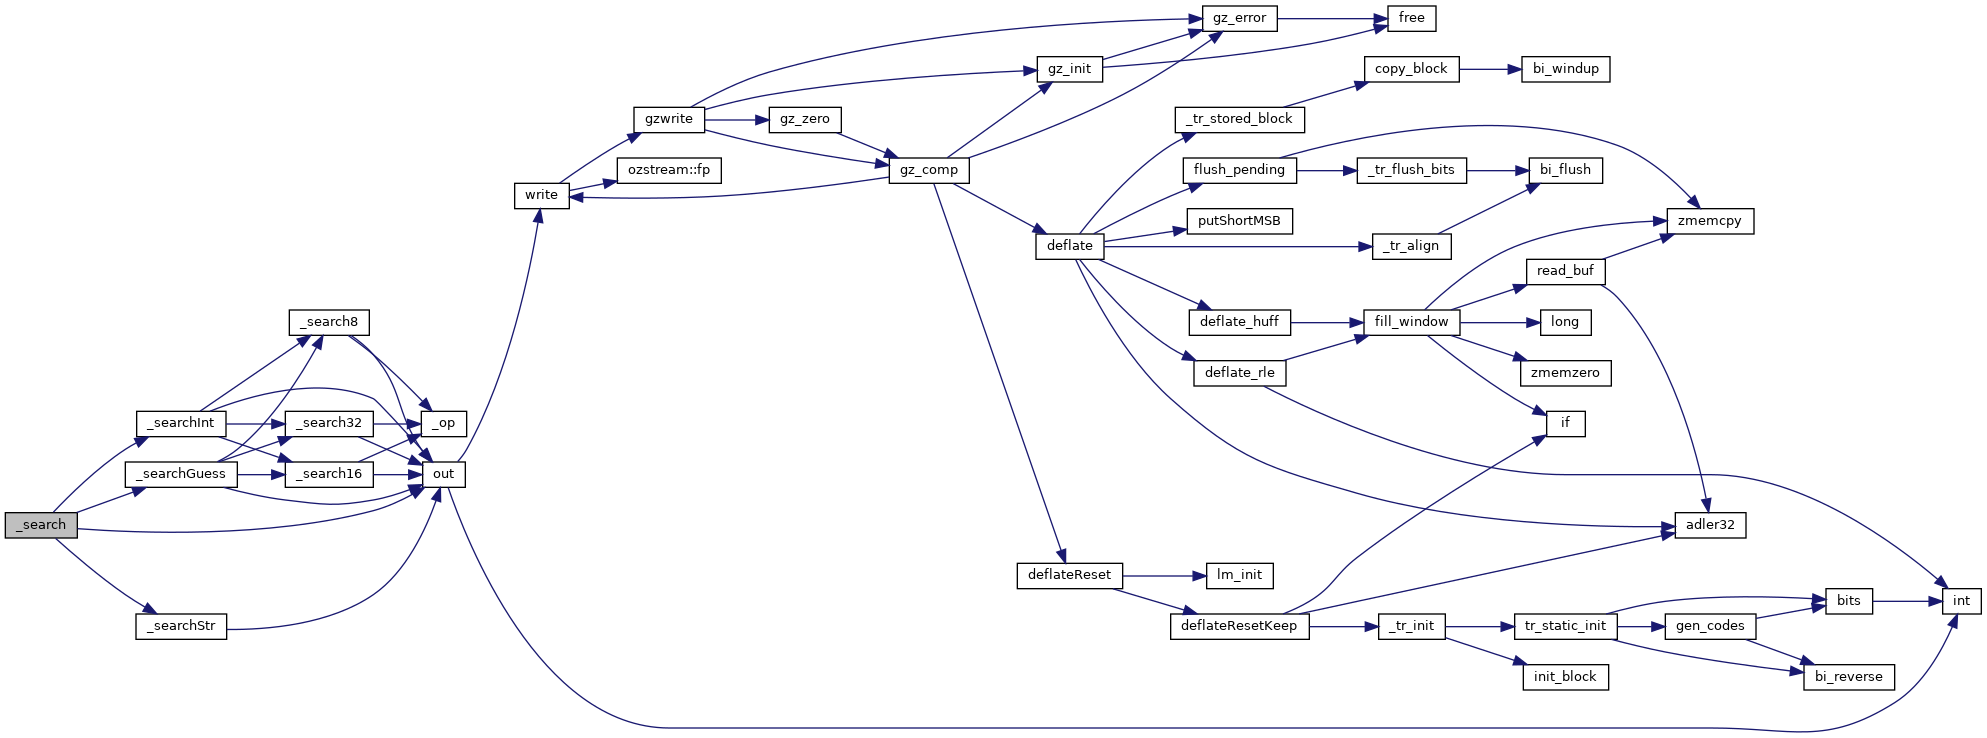 _search
_searchInt
_searchGuess
_searchStr
_search8
_search32
_search16
_op
out
write
gzwrite
ozstream::fp
gz_zero
gz_comp
gz_error
gz_init
free
deflate
deflateReset
_tr_stored_block
flush_pending
putShortMSB
deflate_huff
deflate_rle
lm_init
deflateResetKeep
copy_block
_tr_flush_bits
_tr_align
fill_window
_tr_init
bi_windup
bi_flush
read_buf
long
zmemzero
if
tr_static_init
init_block
zmemcpy
adler32
gen_codes
bits
bi_reverse
int